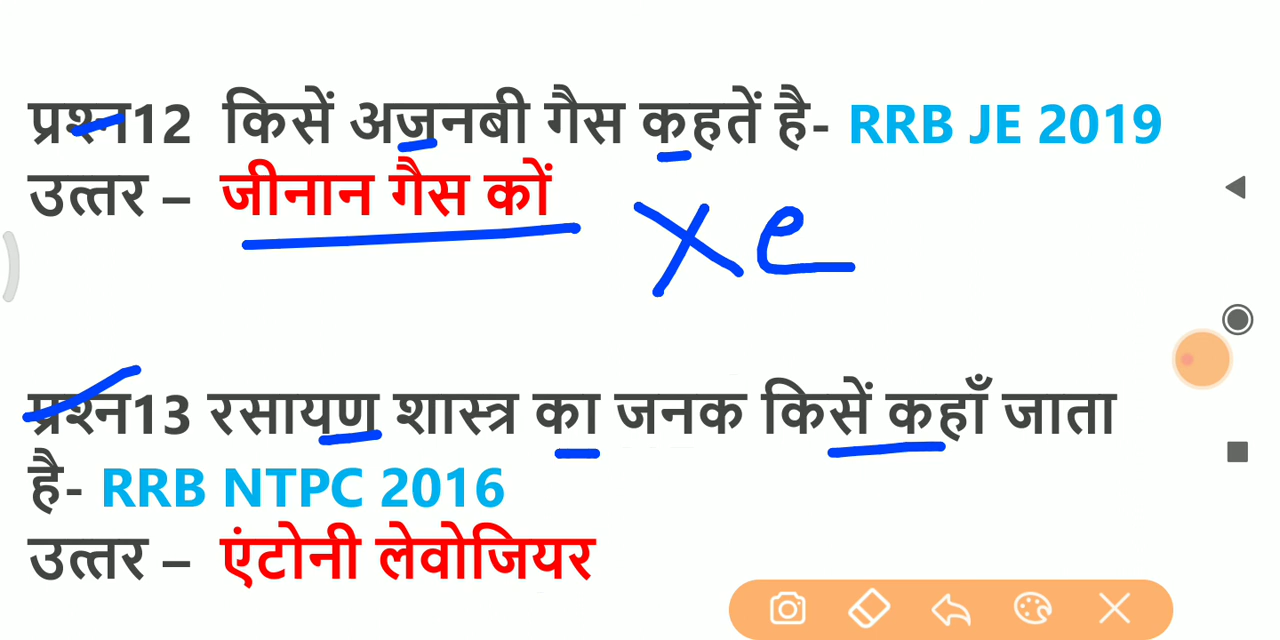 प्रश्न12 किसें अजनबी गैस कहतें है- RRB JE 2019
उत्तर – जीनान गैस कों
Xe
प्रश्न13 रसायण शास्त्र का जनक किसें कहाँ जाता
है- RRB NTPC 2016
उत्तर – एंटोनी लेवोजियर